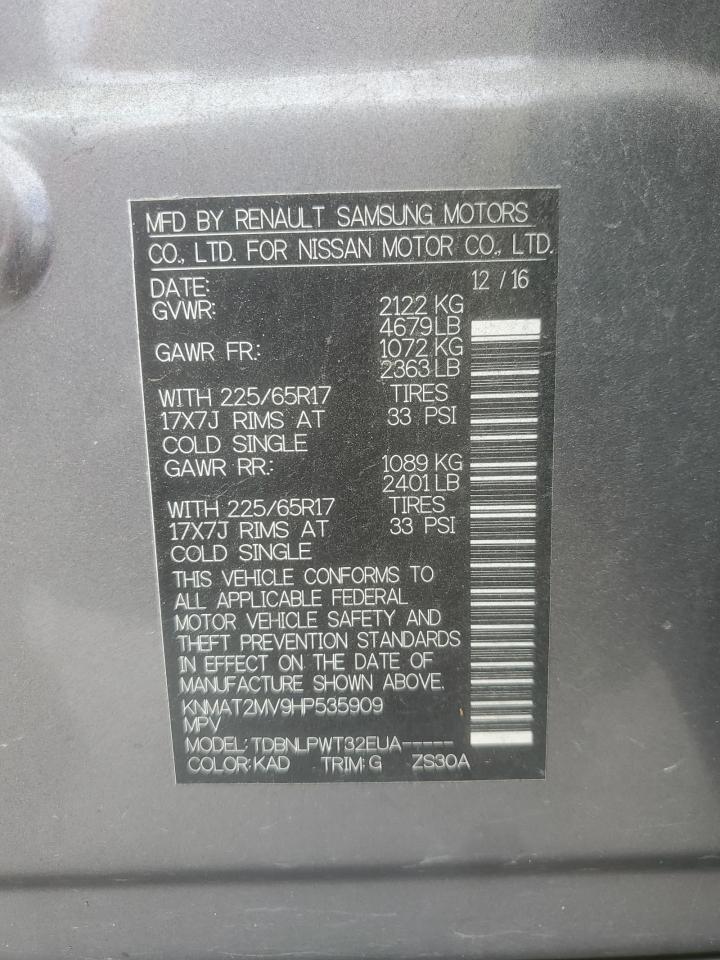 MFD BY RENAULT SAMSUNG MOTORS
CO., LTD. FOR NISSAN MOTOR CO., LTD.
DATE: 12 / 16
GVWR: 2122 KG
4679 LB
GAWR FR.: 1072 KG
2363 LB
WITH 225/65R17 TIRES
17X7J RIMS AT 33 PSI
COLD SINGLE
GAWR RR.: 1089 KG
2401 LB
WITH 225/65R17 TIRES
17X7J RIMS AT 33 PSI
COLD SINGLE
THIS VEHICLE CONFORMS TO
ALL APPLICABLE FEDERAL
MOTOR VEHICLE SAFETY AND
THEFT PREVENTION STANDARDS
IN EFFECT ON THE DATE OF
MANUFACTURE SHOWN ABOVE.
KNMAT2MV9HP535909
MPV
MODEL: TDBNLPWT32EUA-----
COLOR: KAD TRIM: G ZS30A